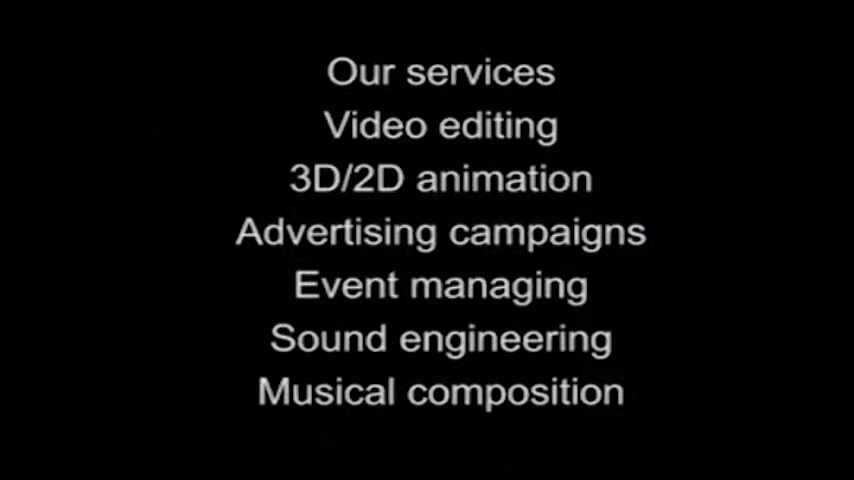 Our services
Video editing
3D/2D animation
Advertising campaigns
Event managing
Sound engineering
Musical composition